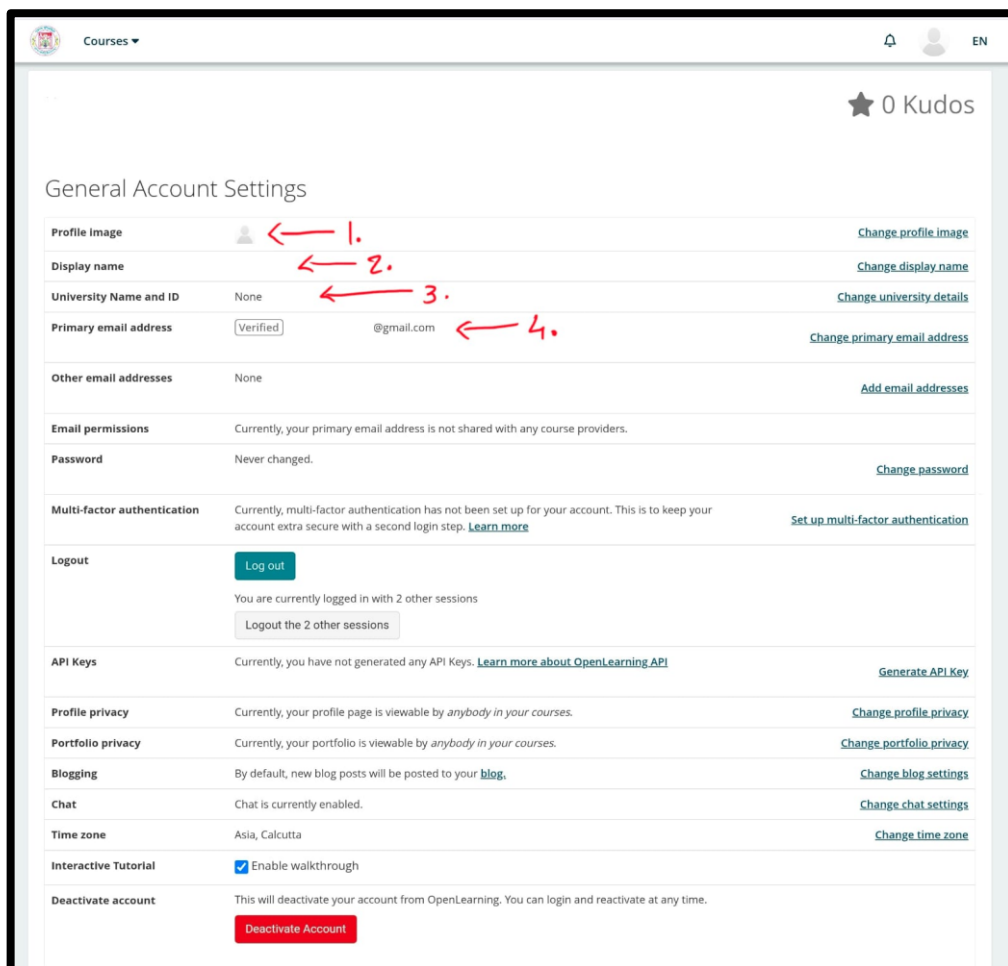 Courses
EN
0 Kudos
General Account Settings
Profile image 1. Change profile image
Display name 2. Change display name
University Name and ID None 3. Change university details
Primary email address Verified @gmail.com 4. Change primary email address
Other email addresses None Add email addresses
Email permissions Currently, your primary email address is not shared with any course providers.
Password Never changed. Change password
Multi-factor authentication Currently, multi-factor authentication has not been set up for your account. This is to keep your
account extra secure with a second login step. Learn more Set up multi-factor authentication
Logout Log out
You are currently logged in with 2 other sessions
Logout the 2 other sessions
API Keys Currently, you have not generated any API Keys. Learn more about OpenLearning API Generate API Key
Profile privacy Currently, your profile page is viewable by anybody in your courses. Change profile privacy
Portfolio privacy Currently, your portfolio is viewable by anybody in your courses. Change portfolio privacy
Blogging By default, new blog posts will be posted to your blog. Change blog settings
Chat Chat is currently enabled. Change chat settings
Time zone Asia, Calcutta Change time zone
Interactive Tutorial Enable walkthrough
Deactivate account This will deactivate your account from OpenLearning. You can login and reactivate at any time.
Deactivate Account